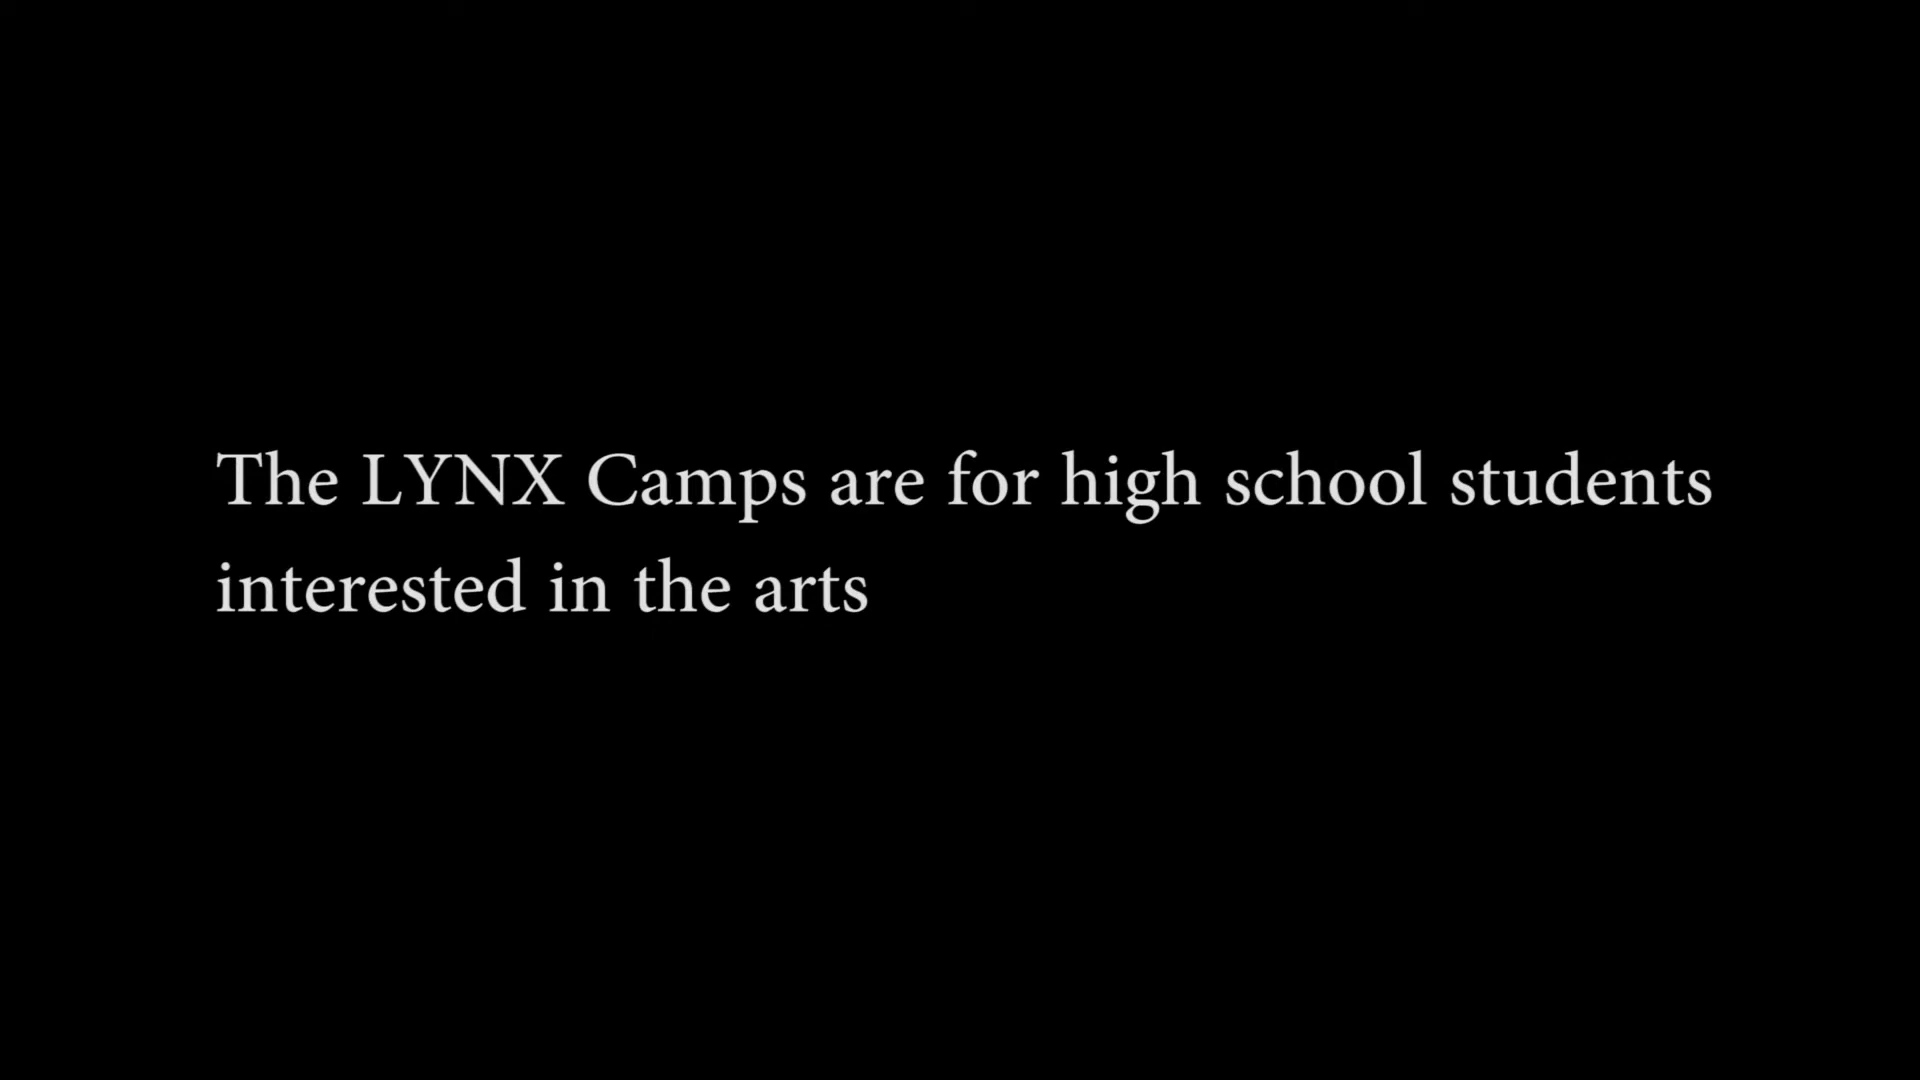 The LYNX Camps are for high school students
interested in the arts